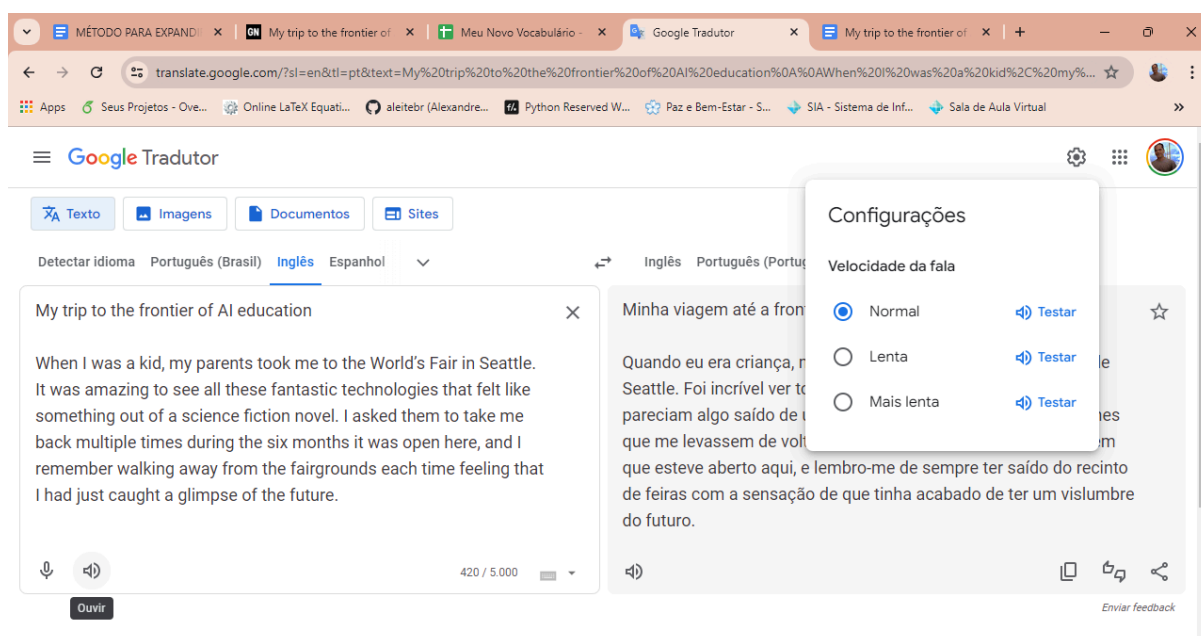 MÉTODO PARA EXPANDI
My trip to the frontier of
Meu Novo Vocabulário -
Google Tradutor
My trip to the frontier of
translate.google.com/?sl=en&tl=pt&text=My%20trip%20to%20the%20frontier%20of%20AI%20education%0A%0AWhen%20I%20was%20a%20kid%2C%20my%...
Apps
Seus Projetos - Ove...
Online LaTeX Equati...
aleitebr (Alexandre...
Python Reserved W...
Paz e Bem-Estar - S...
SIA - Sistema de Inf...
Sala de Aula Virtual
»
Google Tradutor
Texto
Imagens
Documentos
Sites
Detectar idioma
Português (Brasil)
Inglês
Espanhol
Inglês
Português (Portug
My trip to the frontier of AI education
When I was a kid, my parents took me to the World's Fair in Seattle.
It was amazing to see all these fantastic technologies that felt like
something out of a science fiction novel. I asked them to take me
back multiple times during the six months it was open here, and I
remember walking away from the fairgrounds each time feeling that
I had just caught a glimpse of the future.
420 / 5.000
Ouvir
Minha viagem até a fron
Quando eu era criança,
Seattle. Foi incrível ver
pareciam algo saído de
que me levassem de
que esteve aberto aqui, e lembro-me de sempre ter saído do recinto
de feiras com a sensação de que tinha acabado de ter um vislumbre
do futuro.
Configurações
Velocidade da fala
Normal
Testar
Lenta
Testar
Mais lenta
Testar
Enviar feedback